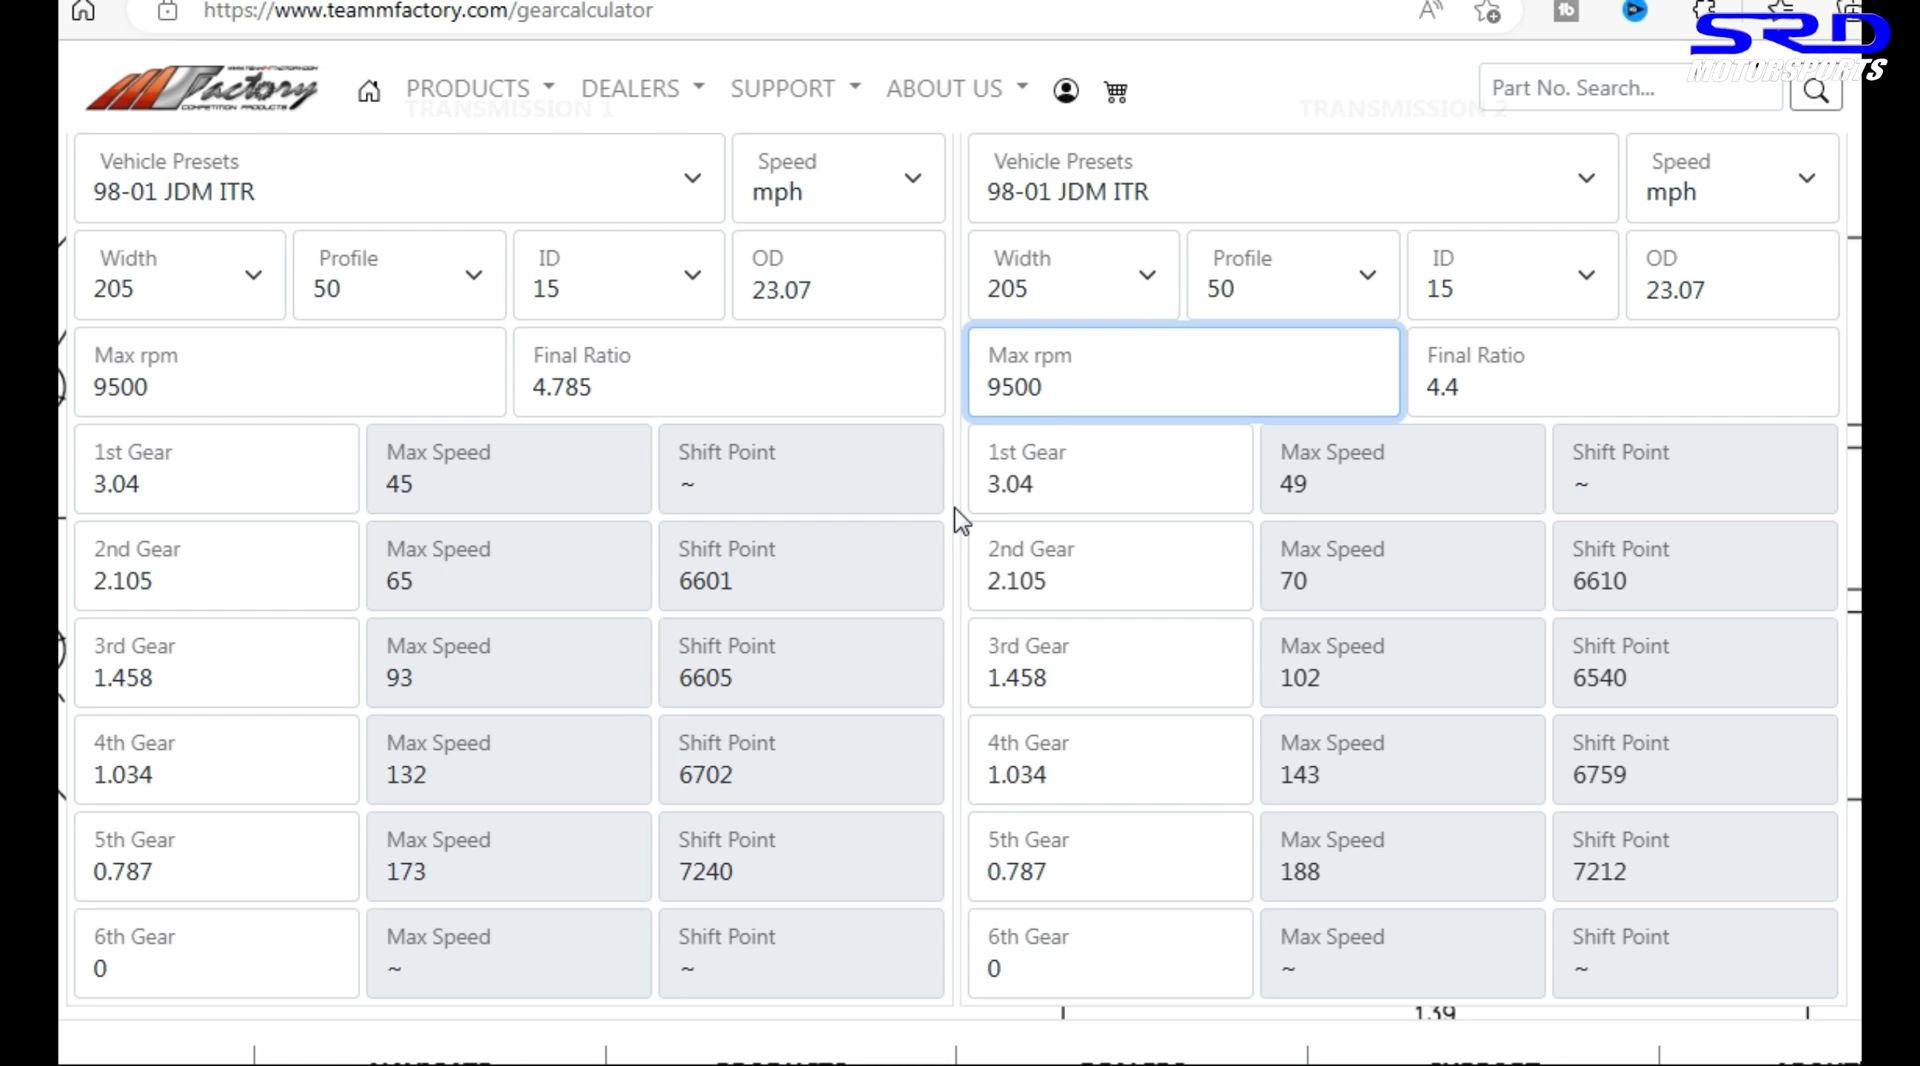 https://www.teammfactory.com/gearcalculator
SRD
MOTORSPORTS
Factory
COMPETITION PRODUCTS
PRODUCTS
DEALERS
SUPPORT
ABOUT US
Part No. Search...
TRANSMISSION 1
TRANSMISSION 2
Vehicle Presets
98-01 JDM ITR
Speed
mph
Vehicle Presets
98-01 JDM ITR
Speed
mph
Width
205
Profile
50
ID
15
OD
23.07
Width
205
Profile
50
ID
15
OD
23.07
Max rpm
9500
Final Ratio
4.785
Max rpm
9500
Final Ratio
4.4
1st Gear
3.04
Max Speed
45
Shift Point
~
1st Gear
3.04
Max Speed
49
Shift Point
~
2nd Gear
2.105
Max Speed
65
Shift Point
6601
2nd Gear
2.105
Max Speed
70
Shift Point
6610
3rd Gear
1.458
Max Speed
93
Shift Point
6605
3rd Gear
1.458
Max Speed
102
Shift Point
6540
4th Gear
1.034
Max Speed
132
Shift Point
6702
4th Gear
1.034
Max Speed
143
Shift Point
6759
5th Gear
0.787
Max Speed
173
Shift Point
7240
5th Gear
0.787
Max Speed
188
Shift Point
7212
6th Gear
0
Max Speed
~
Shift Point
~
6th Gear
0
Max Speed
~
Shift Point
~
1.39